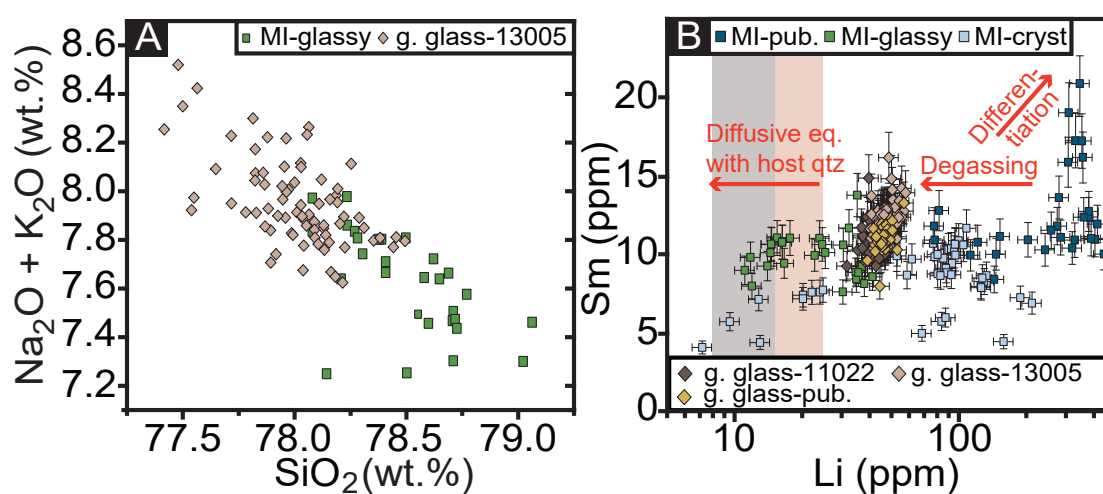 A
MI-glassy g. glass-13005
8.6
8.4
8.2
8.0
7.8
7.6
7.4
7.2
Na₂O + K₂O (wt.%)
77.5 78.0 78.5 79.0
SiO₂(wt.%)
B
MI-pub. MI-glassy MI-cryst
Differen-
tiation
Diffusive eq.
with host qtz
Degassing
20
15
10
5
0
Sm (ppm)
g. glass-11022 g. glass-13005
g. glass-pub.
10 100
Li (ppm)